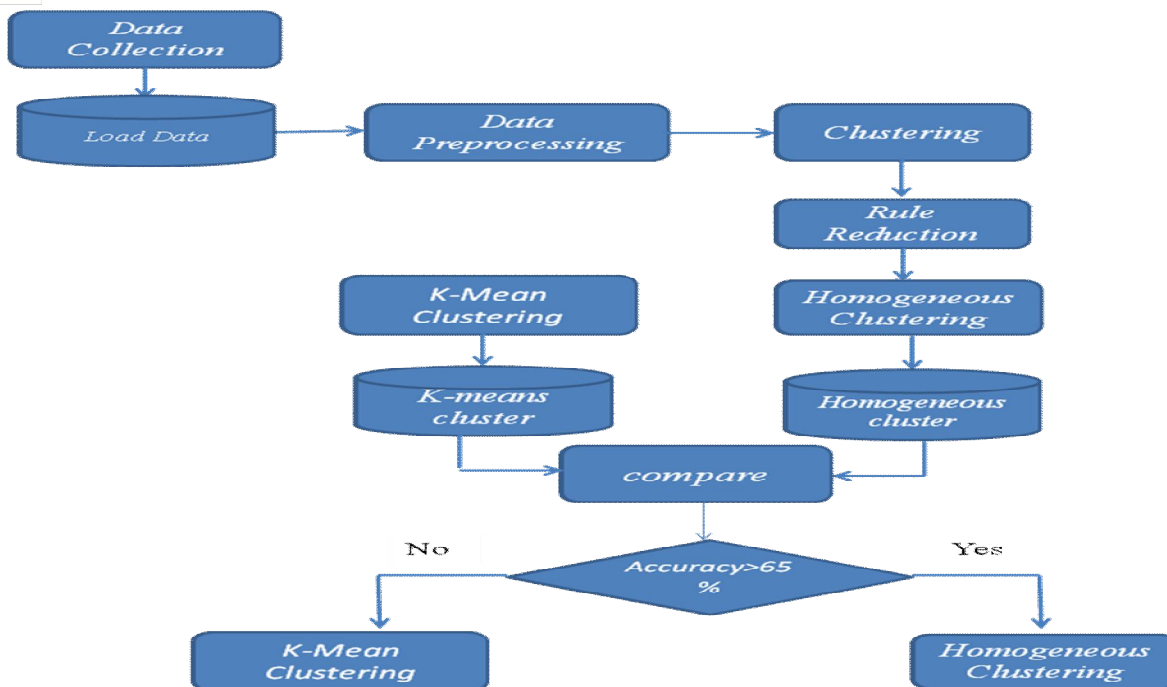 Data
Collection
Load Data
Data
Preprocessing
Clustering
Rule
Reduction
K-Mean
Clustering
Homogeneous
Clustering
K-means
cluster
Homogeneous
cluster
compare
No
Yes
Accuracy>65
%
K-Mean
Clustering
Homogeneous
Clustering